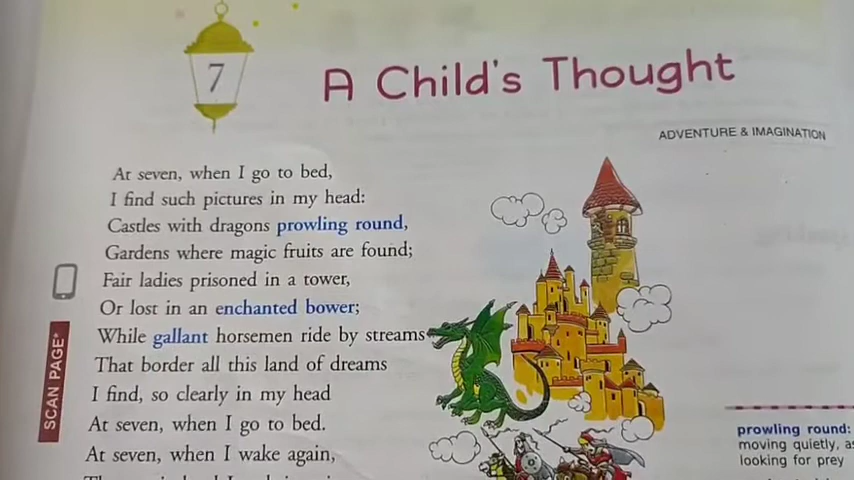 7
A Child's Thought
ADVENTURE & IMAGINATION
At seven, when I go to bed,
I find such pictures in my head:
Castles with dragons prowling round,
Gardens where magic fruits are found;
Fair ladies prisoned in a tower,
Or lost in an enchanted bower;
While gallant horsemen ride by streams
That border all this land of dreams
I find, so clearly in my head
At seven, when I go to bed.
At seven, when I wake again,
SCAN PAGE*
prowling round:
moving quietly,
looking for prey